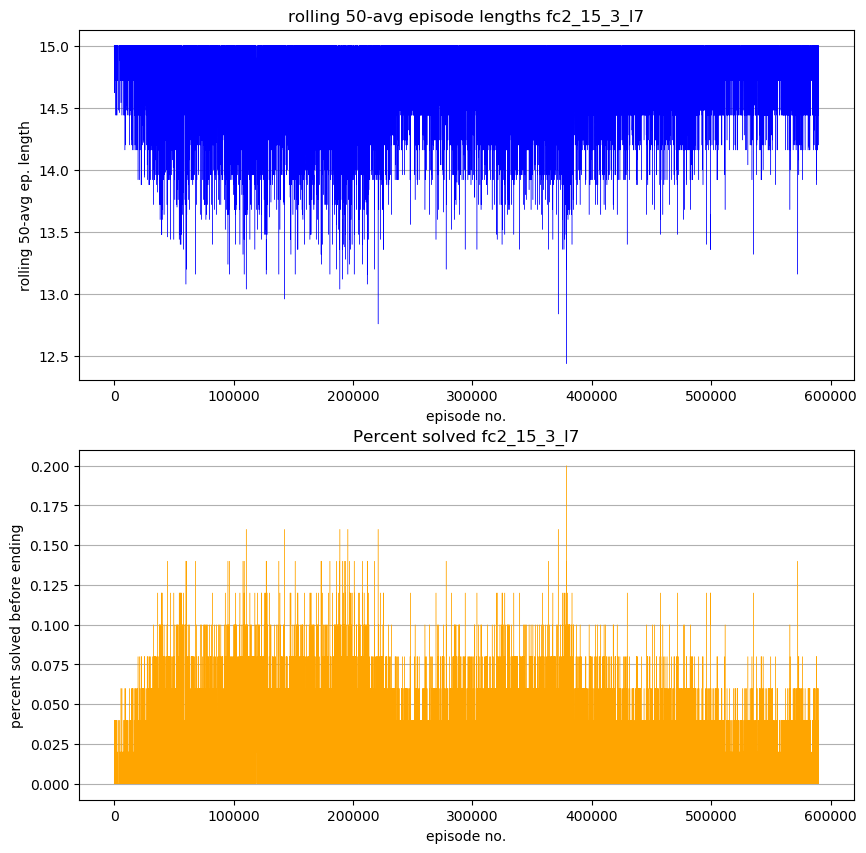 rolling 50-avg episode lengths fc2_15_3_l7
15.0
14.5
14.0
13.5
13.0
12.5
rolling 50-avg ep. length
0 100000 200000 300000 400000 500000 600000
episode no.
Percent solved fc2_15_3_l7
0.200
0.175
0.150
0.125
0.100
0.075
0.050
0.025
0.000
percent solved before ending
0 100000 200000 300000 400000 500000 600000
episode no.